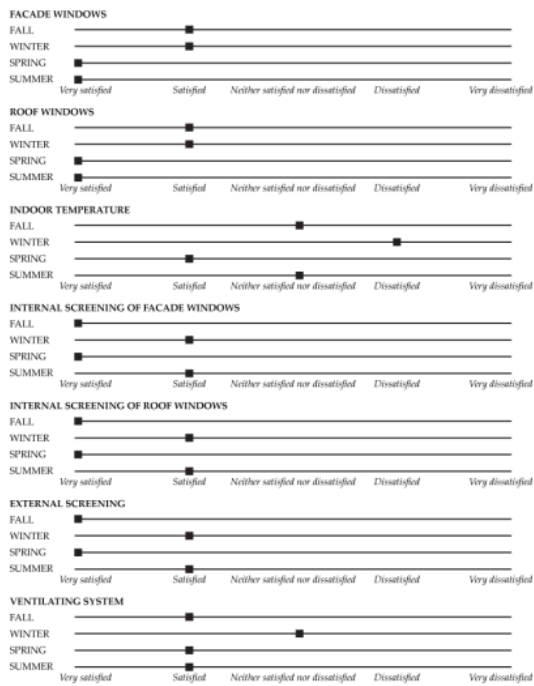 FACADE WINDOWS
FALL
WINTER
SPRING
SUMMER
Very satisfied Satisfied Neither satisfied nor dissatisfied Dissatisfied Very dissatisfied
ROOF WINDOWS
FALL
WINTER
SPRING
SUMMER
Very satisfied Satisfied Neither satisfied nor dissatisfied Dissatisfied Very dissatisfied
INDOOR TEMPERATURE
FALL
WINTER
SPRING
SUMMER
Very satisfied Satisfied Neither satisfied nor dissatisfied Dissatisfied Very dissatisfied
INTERNAL SCREENING OF FACADE WINDOWS
FALL
WINTER
SPRING
SUMMER
Very satisfied Satisfied Neither satisfied nor dissatisfied Dissatisfied Very dissatisfied
INTERNAL SCREENING OF ROOF WINDOWS
FALL
WINTER
SPRING
SUMMER
Very satisfied Satisfied Neither satisfied nor dissatisfied Dissatisfied Very dissatisfied
EXTERNAL SCREENING
FALL
WINTER
SPRING
SUMMER
Very satisfied Satisfied Neither satisfied nor dissatisfied Dissatisfied Very dissatisfied
VENTILATING SYSTEM
FALL
WINTER
SPRING
SUMMER
Very satisfied Satisfied Neither satisfied nor dissatisfied Dissatisfied Very dissatisfied